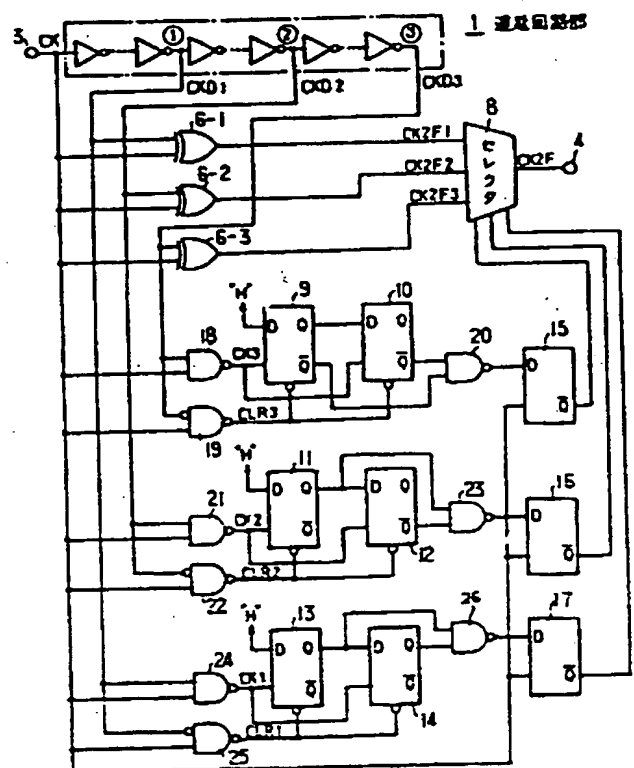 1 遅延回路部
3
CK
① ② ③
CKD1
CKD2
CKD3
6-1
6-2
6-3
CK2F1
CK2F2
CK2F3
8
セレクタ
CK2F
4
"H"
9
10
D Q
Q̅
D Q
Q̅
18
CK3
19
CLR3
20
15
D
Q̅
"H"
11
D Q
Q̅
D Q
Q̅
12
21
CK2
22
CLR2
23
16
D
Q̅
"H"
13
D Q
Q̅
D Q
Q̅
14
24
CK1
25
CLR1
26
17
D
Q̅